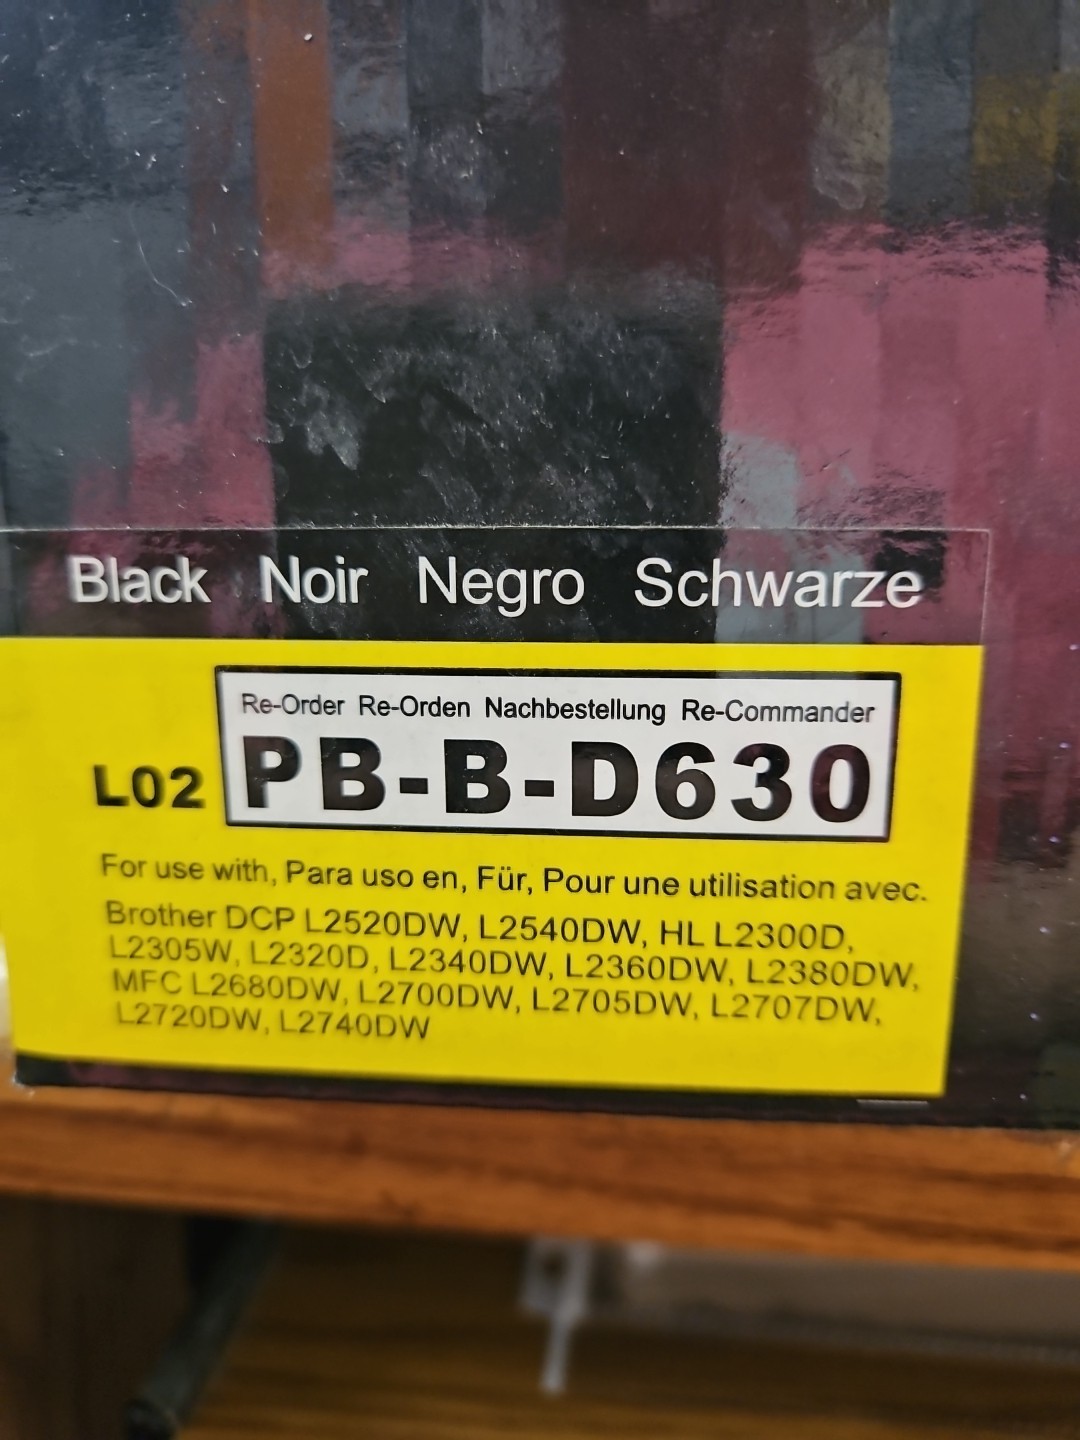 Black Noir Negro Schwarze
Re-Order Re-Orden Nachbestellung Re-Commander
L02 PB-B-D630
For use with, Para uso en, Für, Pour une utilisation avec.
Brother DCP L2520DW, L2540DW, HL L2300D,
L2305W, L2320D, L2340DW, L2360DW, L2380DW,
MFC L2680DW, L2700DW, L2705DW, L2707DW,
L2720DW, L2740DW